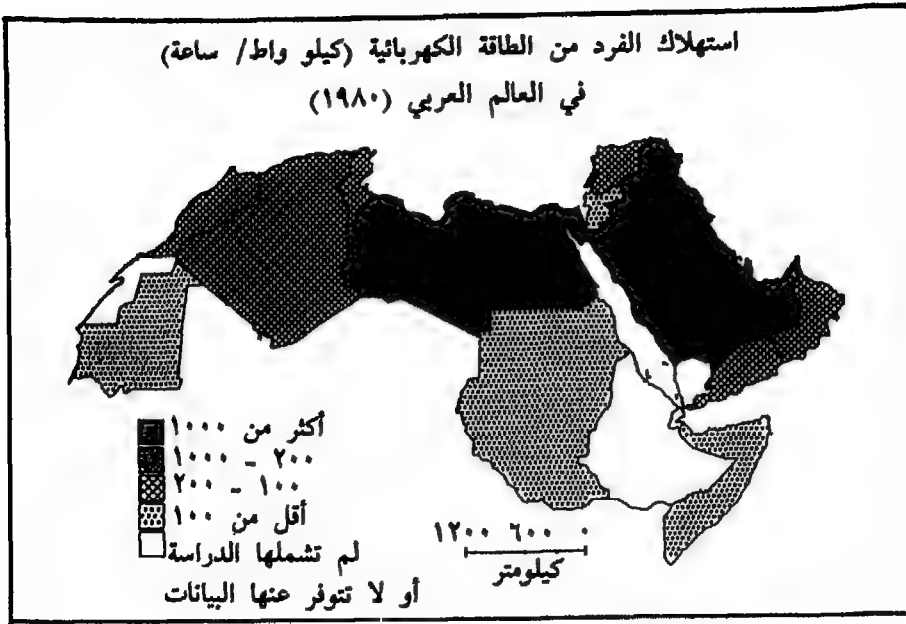 استهلاك الفرد من الطاقة الكهربائية (كيلو واط/ ساعة)
في العالم العربي (١٩٨٠)
أكثر من ١٠٠٠
٢٠٠ - ١٠٠٠
١٠٠ - ٢٠٠
أقل من ١٠٠
لم تشملها الدراسة
أو لا تتوفر عنها البيانات
٠ ٦٠٠ ١٢٠٠
كيلومتر